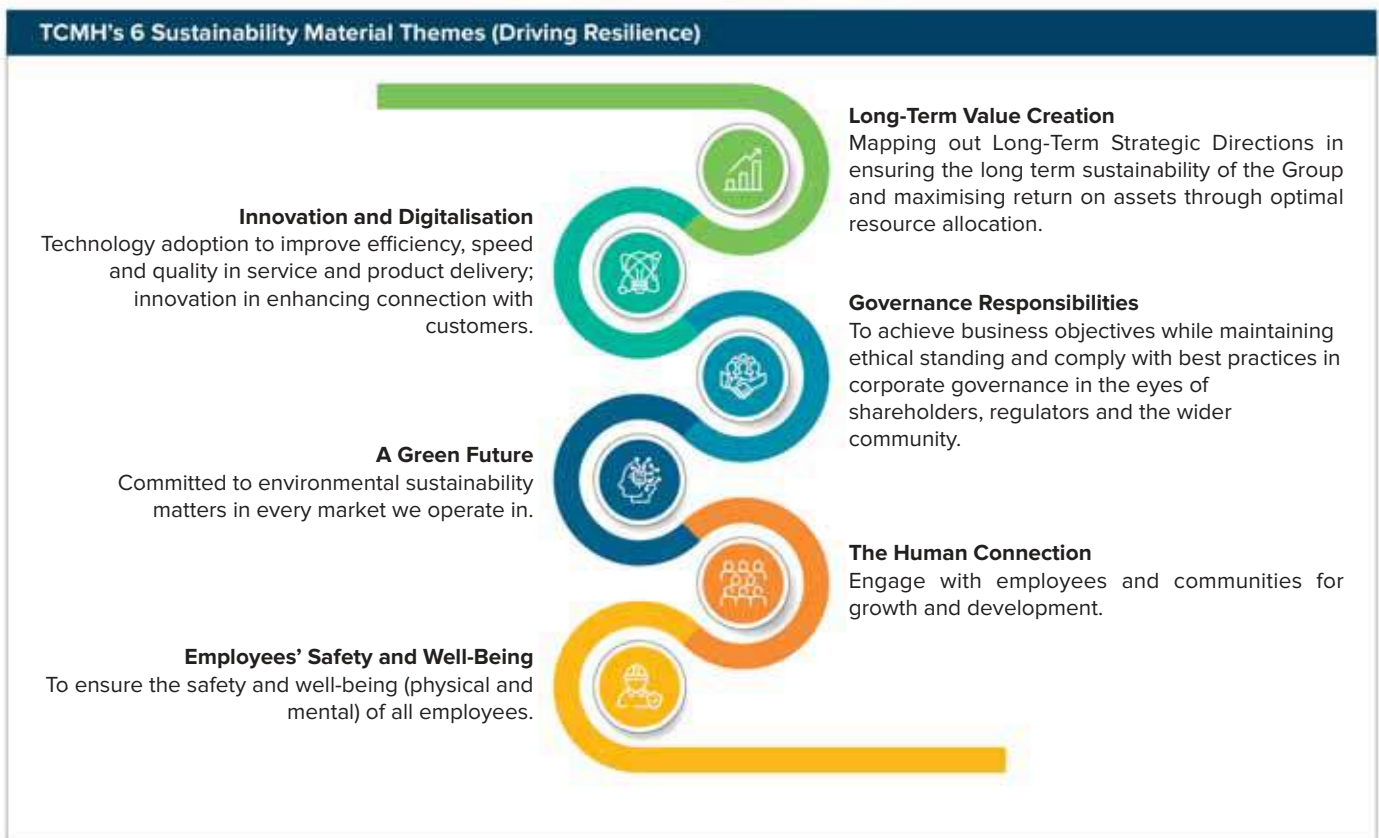 TCMH's 6 Sustainability Material Themes (Driving Resilience)
Long-Term Value Creation
Mapping out Long-Term Strategic Directions in
ensuring the long term sustainability of the Group
and maximising return on assets through optimal
resource allocation.
Innovation and Digitalisation
Technology adoption to improve efficiency, speed
and quality in service and product delivery;
innovation in enhancing connection with
customers.
Governance Responsibilities
To achieve business objectives while maintaining
ethical standing and comply with best practices in
corporate governance in the eyes of
shareholders, regulators and the wider
community.
A Green Future
Committed to environmental sustainability
matters in every market we operate in.
The Human Connection
Engage with employees and communities for
growth and development.
Employees' Safety and Well-Being
To ensure the safety and well-being (physical and
mental) of all employees.